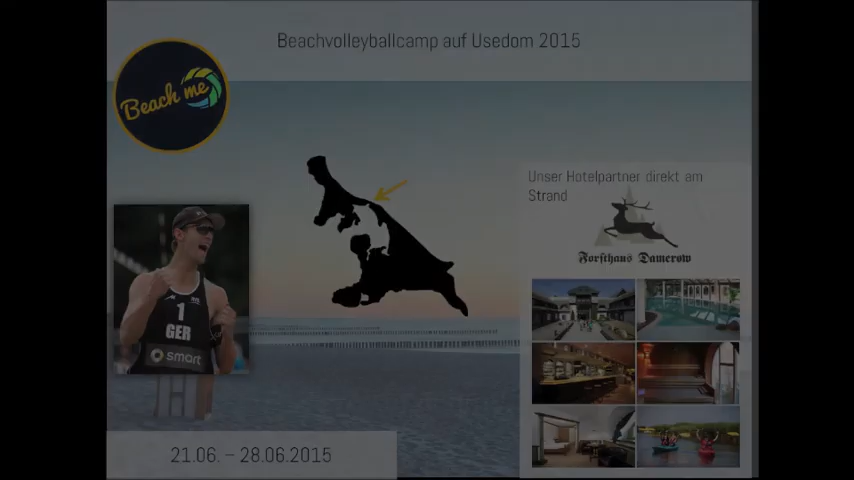 Beachvolleyballcamp auf Usedom 2015
Beach me
Unser Hotelpartner direkt am
Strand
Forsthaus Damerow
1
GER
smart
21.06. – 28.06.2015